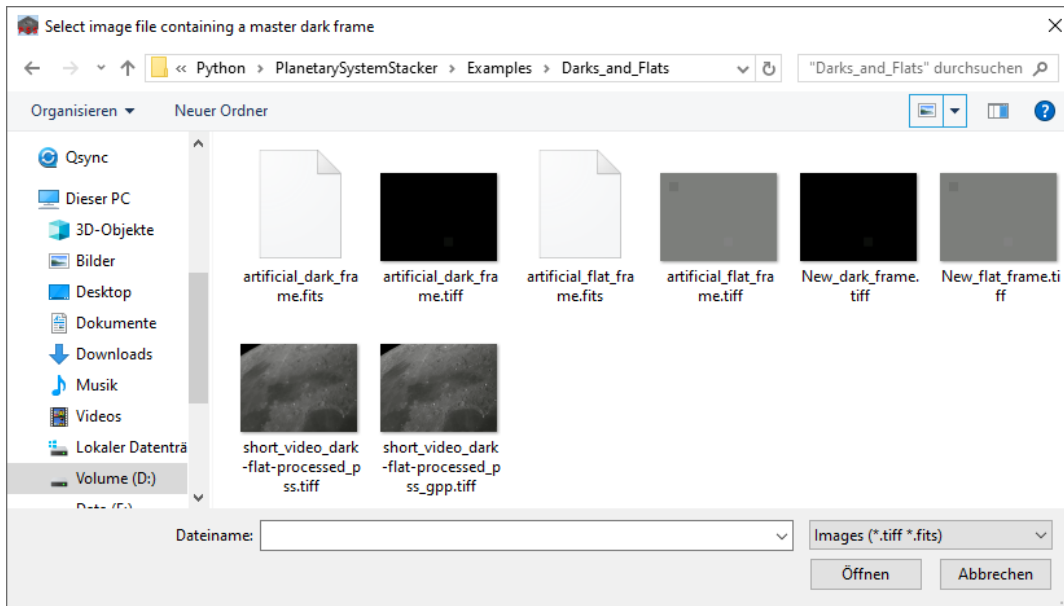 Select image file containing a master dark frame
« Python > PlanetarySystemStacker > Examples > Darks_and_Flats
"Darks_and_Flats" durchsuchen
Organisieren
Neuer Ordner
Qsync
Dieser PC
3D-Objekte
Bilder
Desktop
Dokumente
Downloads
Musik
Videos
Lokaler Datenträ
Volume (D:)
artificial_dark_fra
me.fits
artificial_dark_fra
me.tiff
artificial_flat_fra
me.fits
artificial_flat_fra
me.tiff
New_dark_frame.
tiff
New_flat_frame.ti
ff
short_video_dark
-flat-processed_p
ss.tiff
short_video_dark
-flat-processed_p
ss_gpp.tiff
Dateiname:
Images (*.tiff *.fits)
Öffnen
Abbrechen